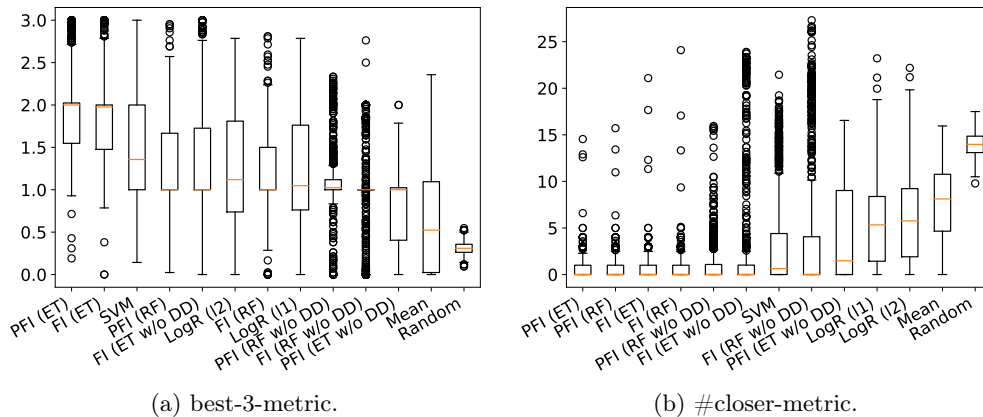 3.0
2.5
2.0
1.5
1.0
0.5
0.0
PFI (ET)
FI (ET)
SVM
PFI (RF)
FI (ET w/o DD)
LogR (l2)
FI (RF)
LogR (l1)
PFI (RF w/o DD)
FI (RF w/o DD)
PFI (ET w/o DD)
Mean
Random
(a) best-3-metric.
25
20
15
10
5
0
PFI (ET)
PFI (RF)
FI (ET)
FI (RF)
PFI (RF w/o DD)
FI (ET w/o DD)
SVM
FI (RF w/o DD)
PFI (ET w/o DD)
LogR (l1)
LogR (l2)
Mean
Random
(b) #closer-metric.